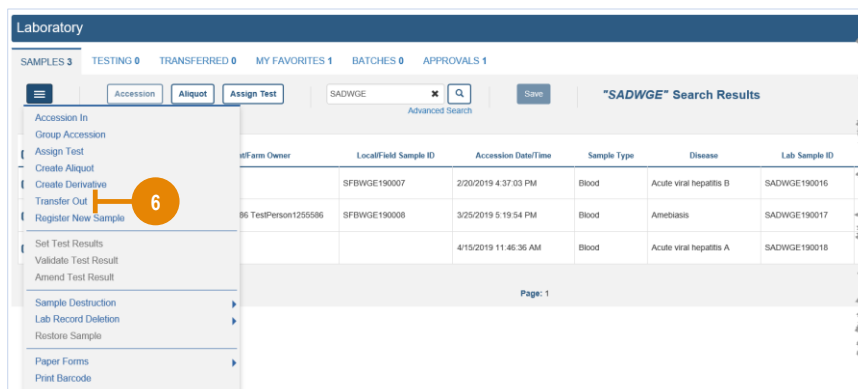 Laboratory
SAMPLES 3 TESTING 0 TRANSFERRED 0 MY FAVORITES 1 BATCHES 0 APPROVALS 1
Accession Aliquot Assign Test SADWGE Save "SADWGE" Search Results
Advanced Search
Accession In
Group Accession
Assign Test
Create Aliquot
Create Derivative
Transfer Out
Register New Sample
Set Test Results
Validate Test Result
Amend Test Result
Sample Destruction
Lab Record Deletion
Restore Sample
Paper Forms
Print Barcode
6
/Farm Owner Local/Field Sample ID Accession Date/Time Sample Type Disease Lab Sample ID
SFBWGE190007 2/20/2019 4:37:03 PM Blood Acute viral hepatitis B SADWGE190016
86 TestPerson1255586 SFBWGE190008 3/25/2019 5:19:54 PM Blood Amebiasis SADWGE190017
4/15/2019 11:46:36 AM Blood Acute viral hepatitis A SADWGE190018
Page: 1